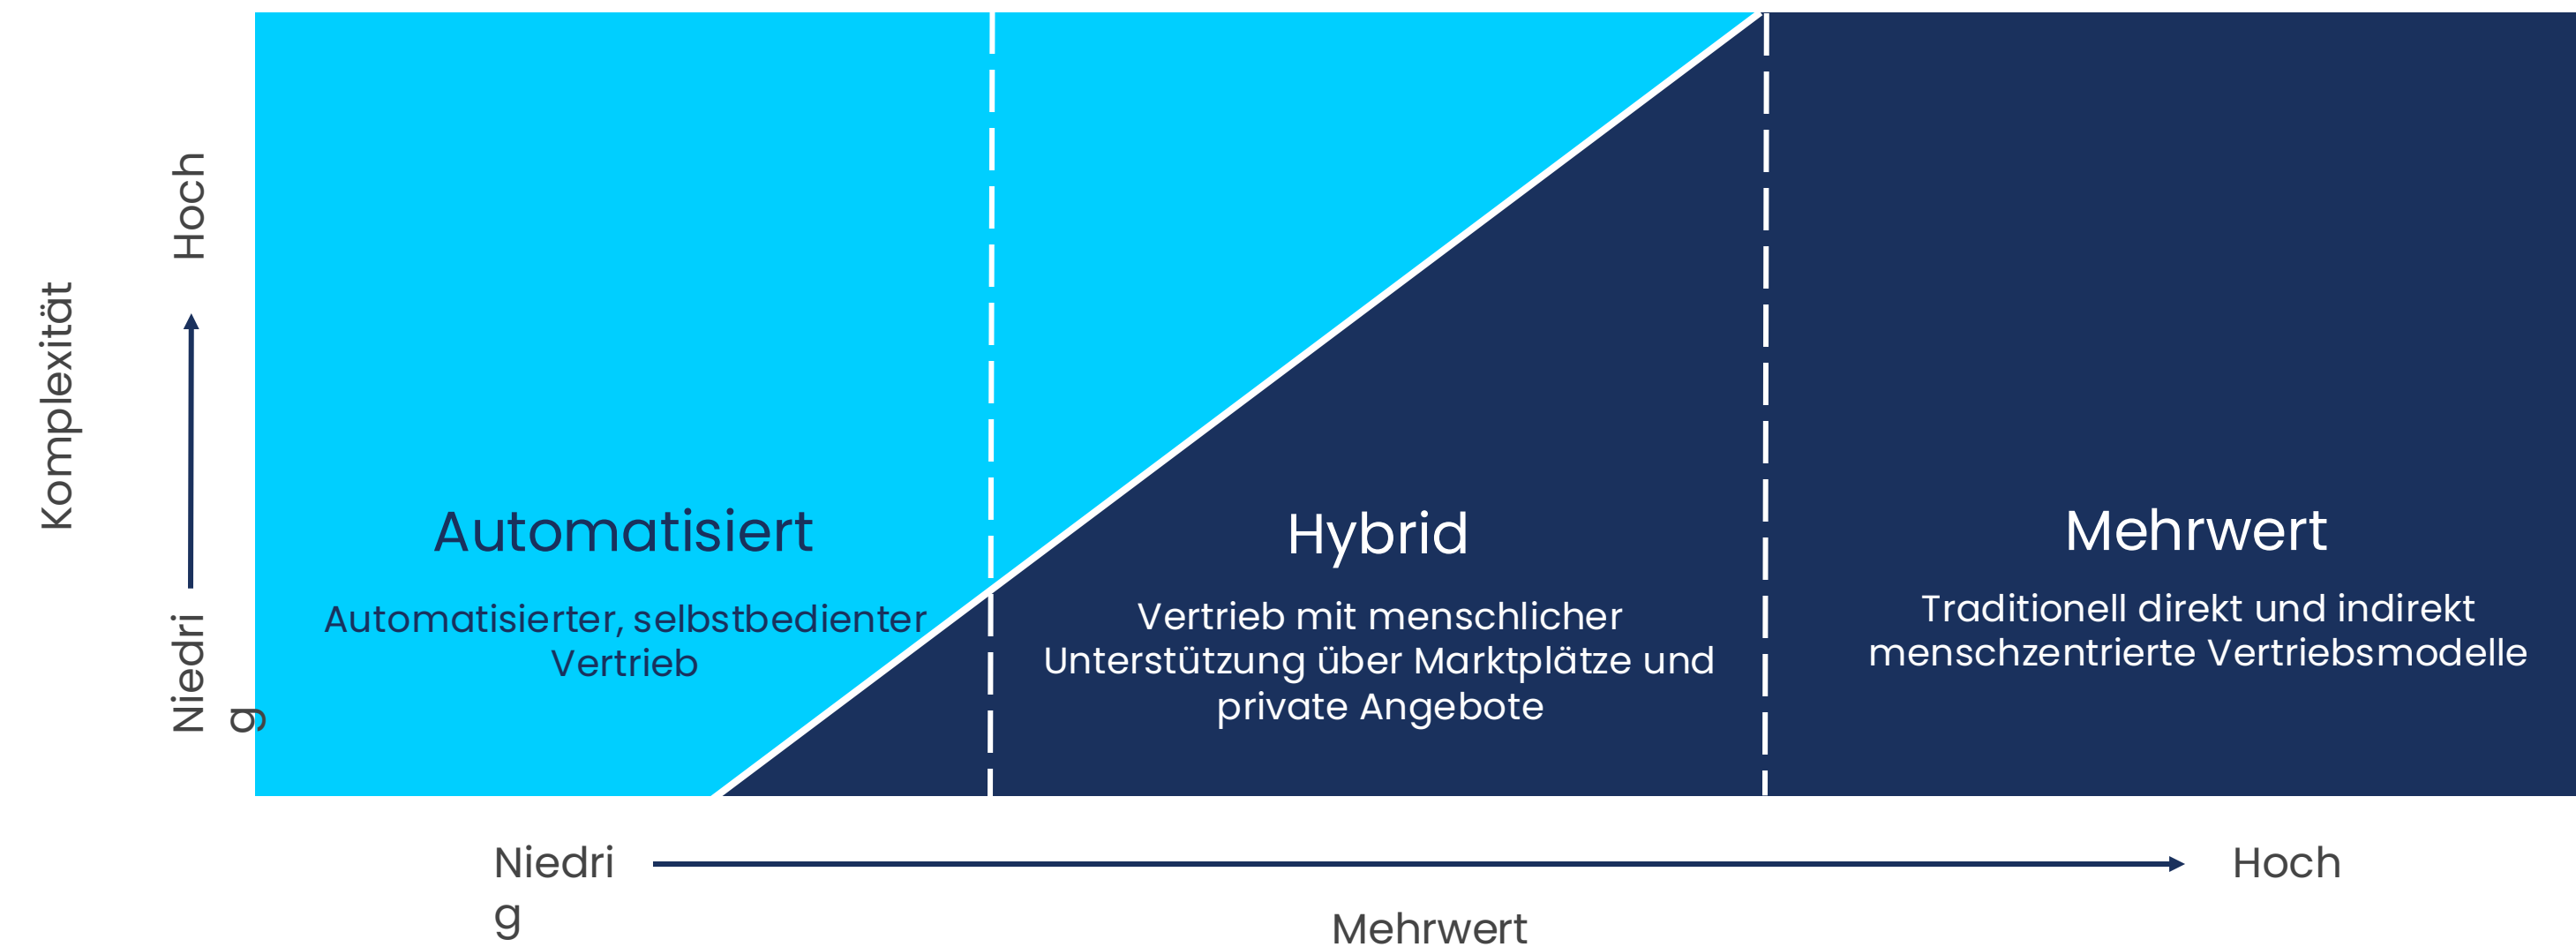 Komplexität
Hoch
Niedri
g
Automatisiert
Automatisierter, selbstbedienter
Vertrieb
Hybrid
Vertrieb mit menschlicher
Unterstützung über Marktplätze und
private Angebote
Mehrwert
Traditionell direkt und indirekt
menschzentrierte Vertriebsmodelle
Niedri
g
Hoch
Mehrwert